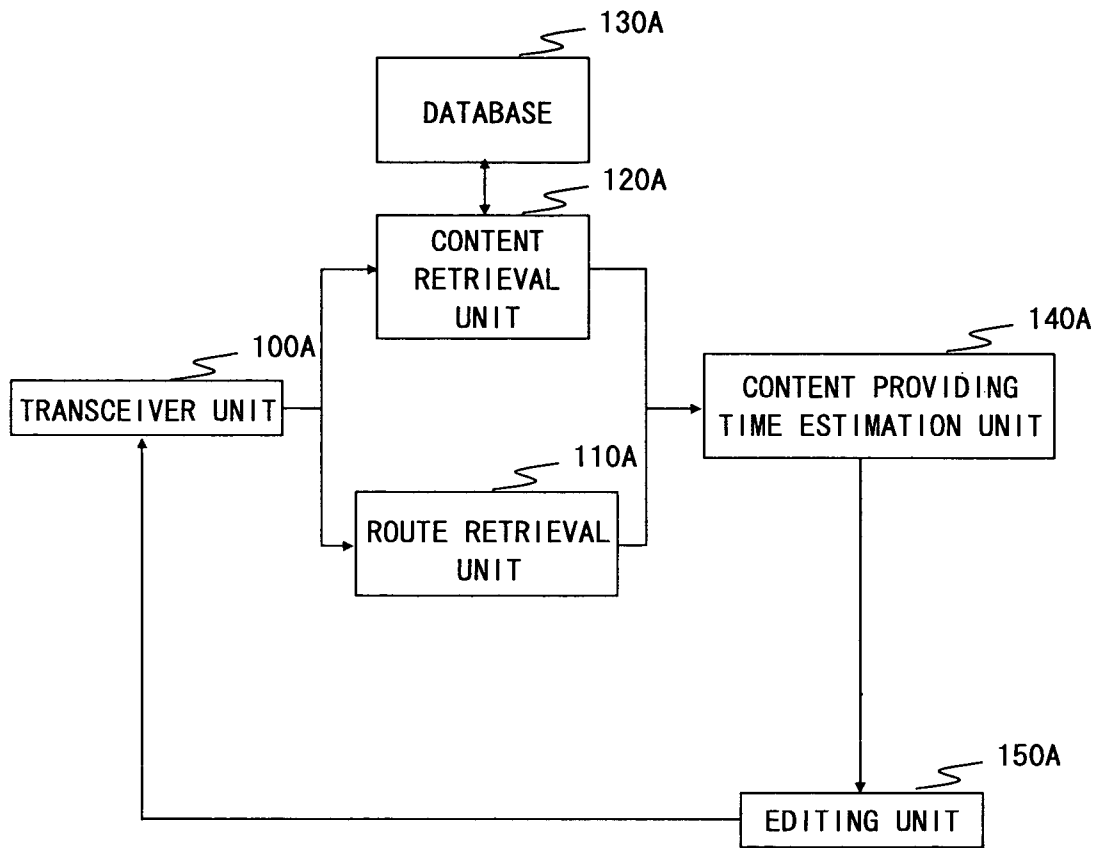 130A
DATABASE
120A
CONTENT
RETRIEVAL
UNIT
100A
TRANSCEIVER UNIT
140A
CONTENT PROVIDING
TIME ESTIMATION UNIT
110A
ROUTE RETRIEVAL
UNIT
150A
EDITING UNIT